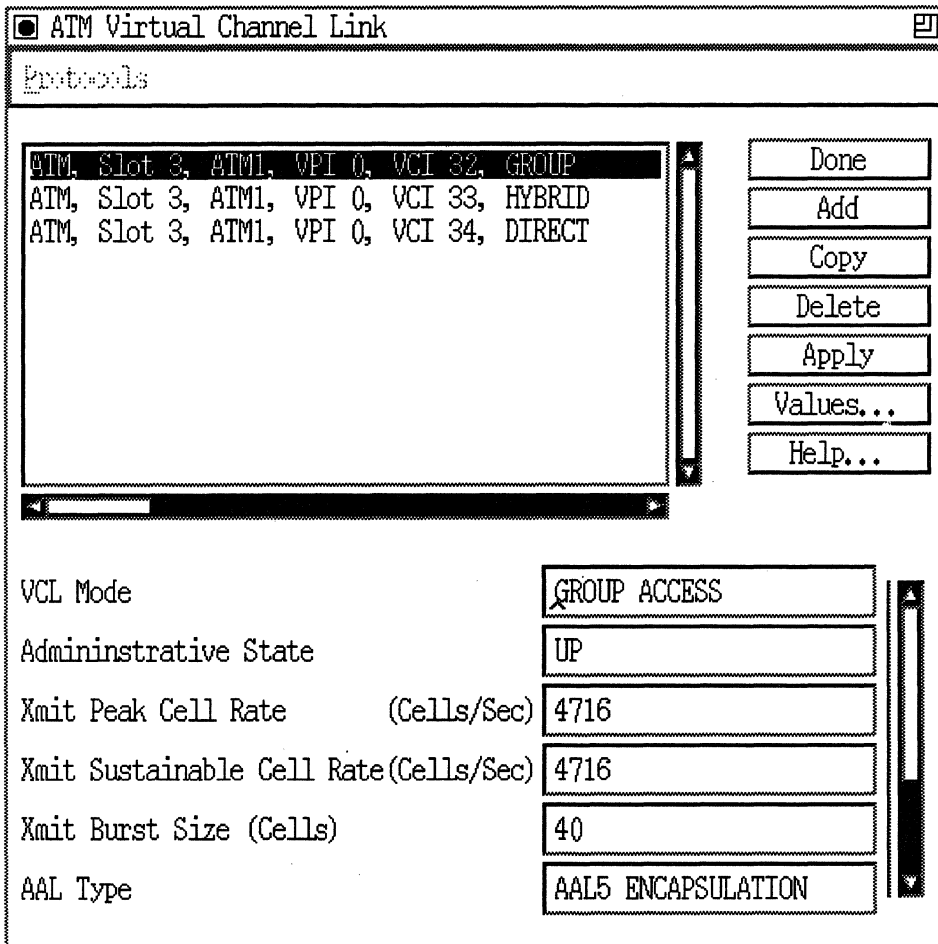 ATM Virtual Channel Link
Protocols
ATM, Slot 3, ATM1, VPI 0, VCI 32, GROUP
ATM, Slot 3, ATM1, VPI 0, VCI 33, HYBRID
ATM, Slot 3, ATM1, VPI 0, VCI 34, DIRECT
Done
Add
Copy
Delete
Apply
Values...
Help...
VCL Mode GROUP ACCESS
Admininstrative State UP
Xmit Peak Cell Rate (Cells/Sec) 4716
Xmit Sustainable Cell Rate(Cells/Sec) 4716
Xmit Burst Size (Cells) 40
AAL Type AAL5 ENCAPSULATION